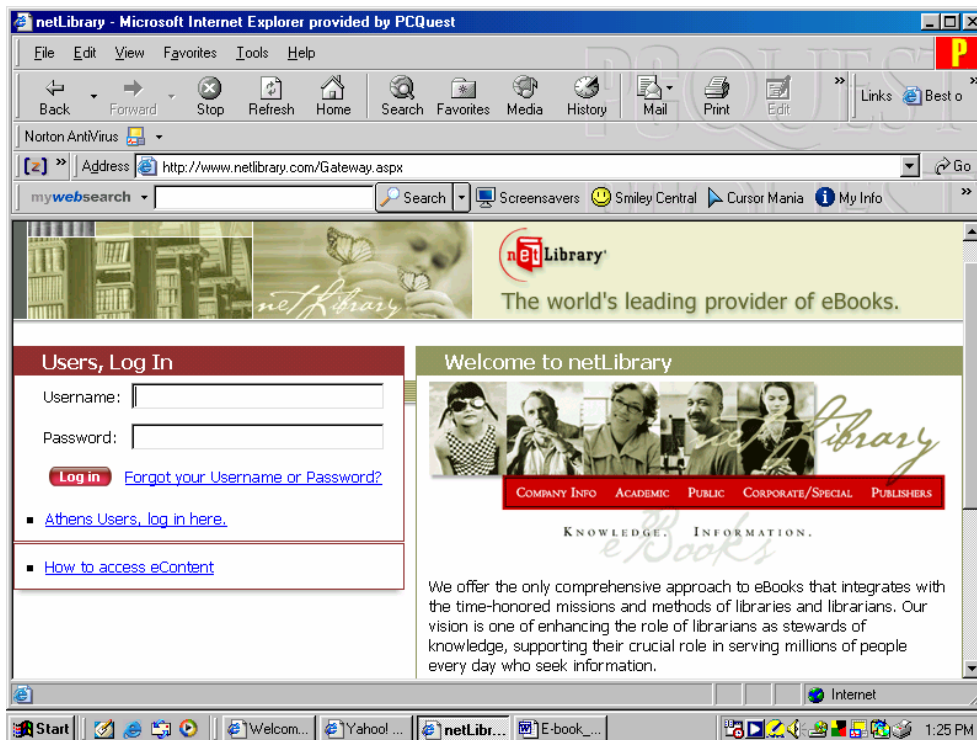 netLibrary - Microsoft Internet Explorer provided by PCQuest
File Edit View Favorites Tools Help
P
PCQUEST
Back Forward Stop Refresh Home Search Favorites Media History Mail Print Edit » Links Best o »
Norton AntiVirus
[z] » Address http://www.netlibrary.com/Gateway.aspx Go
mywebsearch Search Screensavers Smiley Central Cursor Mania My Info »
netLibrary
netLibrary
The world's leading provider of eBooks.
Users, Log In
Username:
Password:
Log in Forgot your Username or Password?
Athens Users, log in here.
How to access eContent
Welcome to netLibrary
netLibrary
COMPANY INFO ACADEMIC PUBLIC CORPORATE/SPECIAL PUBLISHERS
KNOWLEDGE. INFORMATION.
eBooks
We offer the only comprehensive approach to eBooks that integrates with
the time-honored missions and methods of libraries and librarians. Our
vision is one of enhancing the role of librarians as stewards of
knowledge, supporting their crucial role in serving millions of people
every day who seek information.
Internet
Start Welcom... Yahoo! ... netLibr... E-book_... 1:25 PM